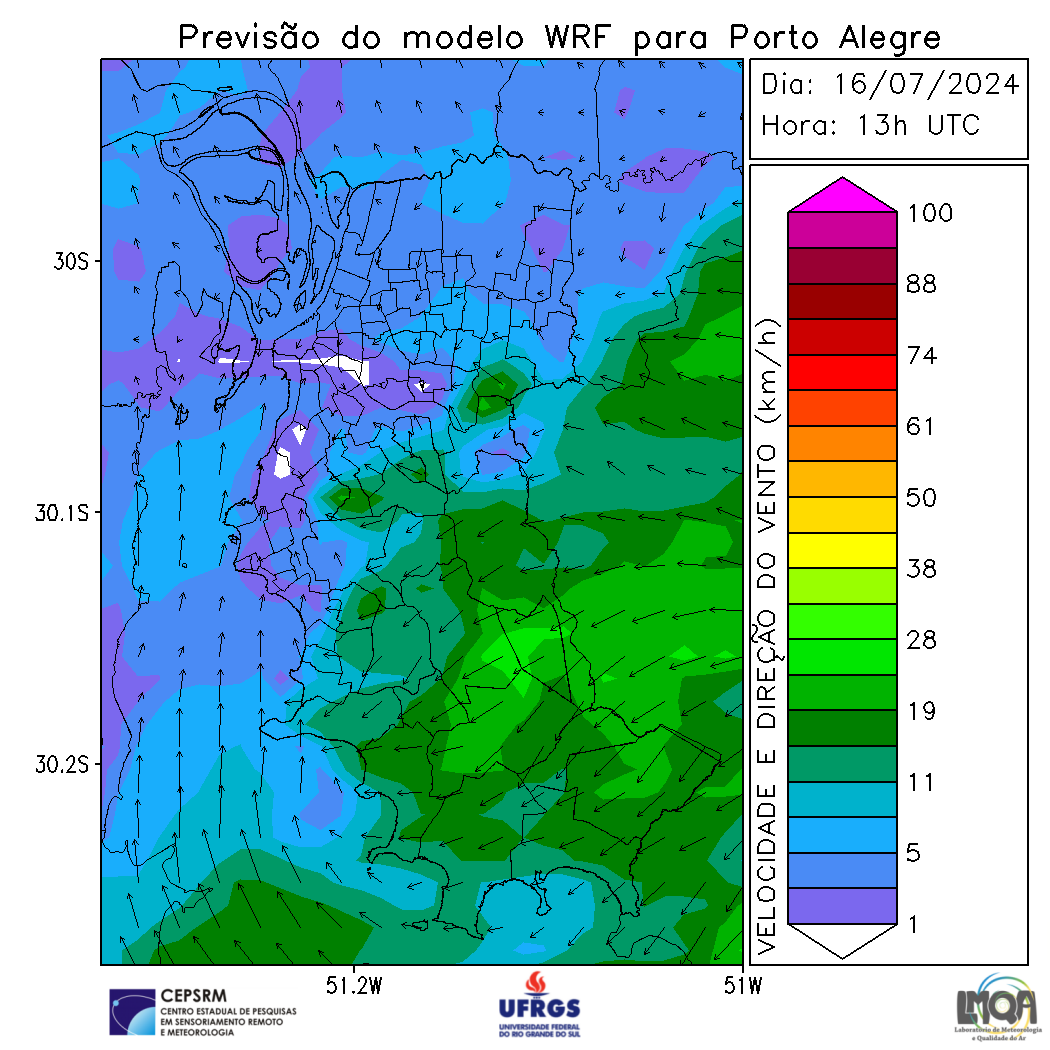 Previsão do modelo WRF para Porto Alegre
Dia: 16/07/2024
Hora: 13h UTC
30S
30.1S
30.2S
51.2W
51W
VELOCIDADE E DIREÇÃO DO VENTO (km/h)
100
88
74
61
50
38
28
19
11
5
1
CEPSRM
CENTRO ESTADUAL DE PESQUISAS
EM SENSORIAMENTO REMOTO
E METEOROLOGIA
UFRGS
UNIVERSIDADE FEDERAL
DO RIO GRANDE DO SUL
LMQA
Laboratório de Meteorologia
e Qualidade do Ar